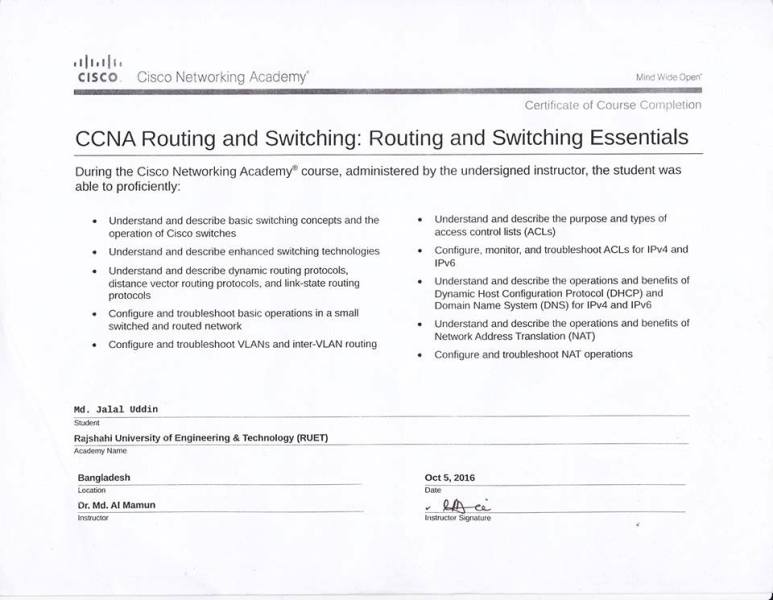 CISCO. Cisco Networking Academy®
Mind Wide Open®
Certificate of Course Completion
CCNA Routing and Switching: Routing and Switching Essentials
During the Cisco Networking Academy® course, administered by the undersigned instructor, the student was
able to proficiently:
• Understand and describe basic switching concepts and the
operation of Cisco switches
• Understand and describe enhanced switching technologies
• Understand and describe dynamic routing protocols,
distance vector routing protocols, and link-state routing
protocols
• Configure and troubleshoot basic operations in a small
switched and routed network
• Configure and troubleshoot VLANs and inter-VLAN routing
• Understand and describe the purpose and types of
access control lists (ACLs)
• Configure, monitor, and troubleshoot ACLs for IPv4 and
IPv6
• Understand and describe the operations and benefits of
Dynamic Host Configuration Protocol (DHCP) and
Domain Name System (DNS) for IPv4 and IPv6
• Understand and describe the operations and benefits of
Network Address Translation (NAT)
• Configure and troubleshoot NAT operations
Md. Jalal Uddin
Student
Rajshahi University of Engineering & Technology (RUET)
Academy Name
Bangladesh
Location
Oct 5, 2016
Date
Dr. Md. Al Mamun
Instructor
Instructor Signature